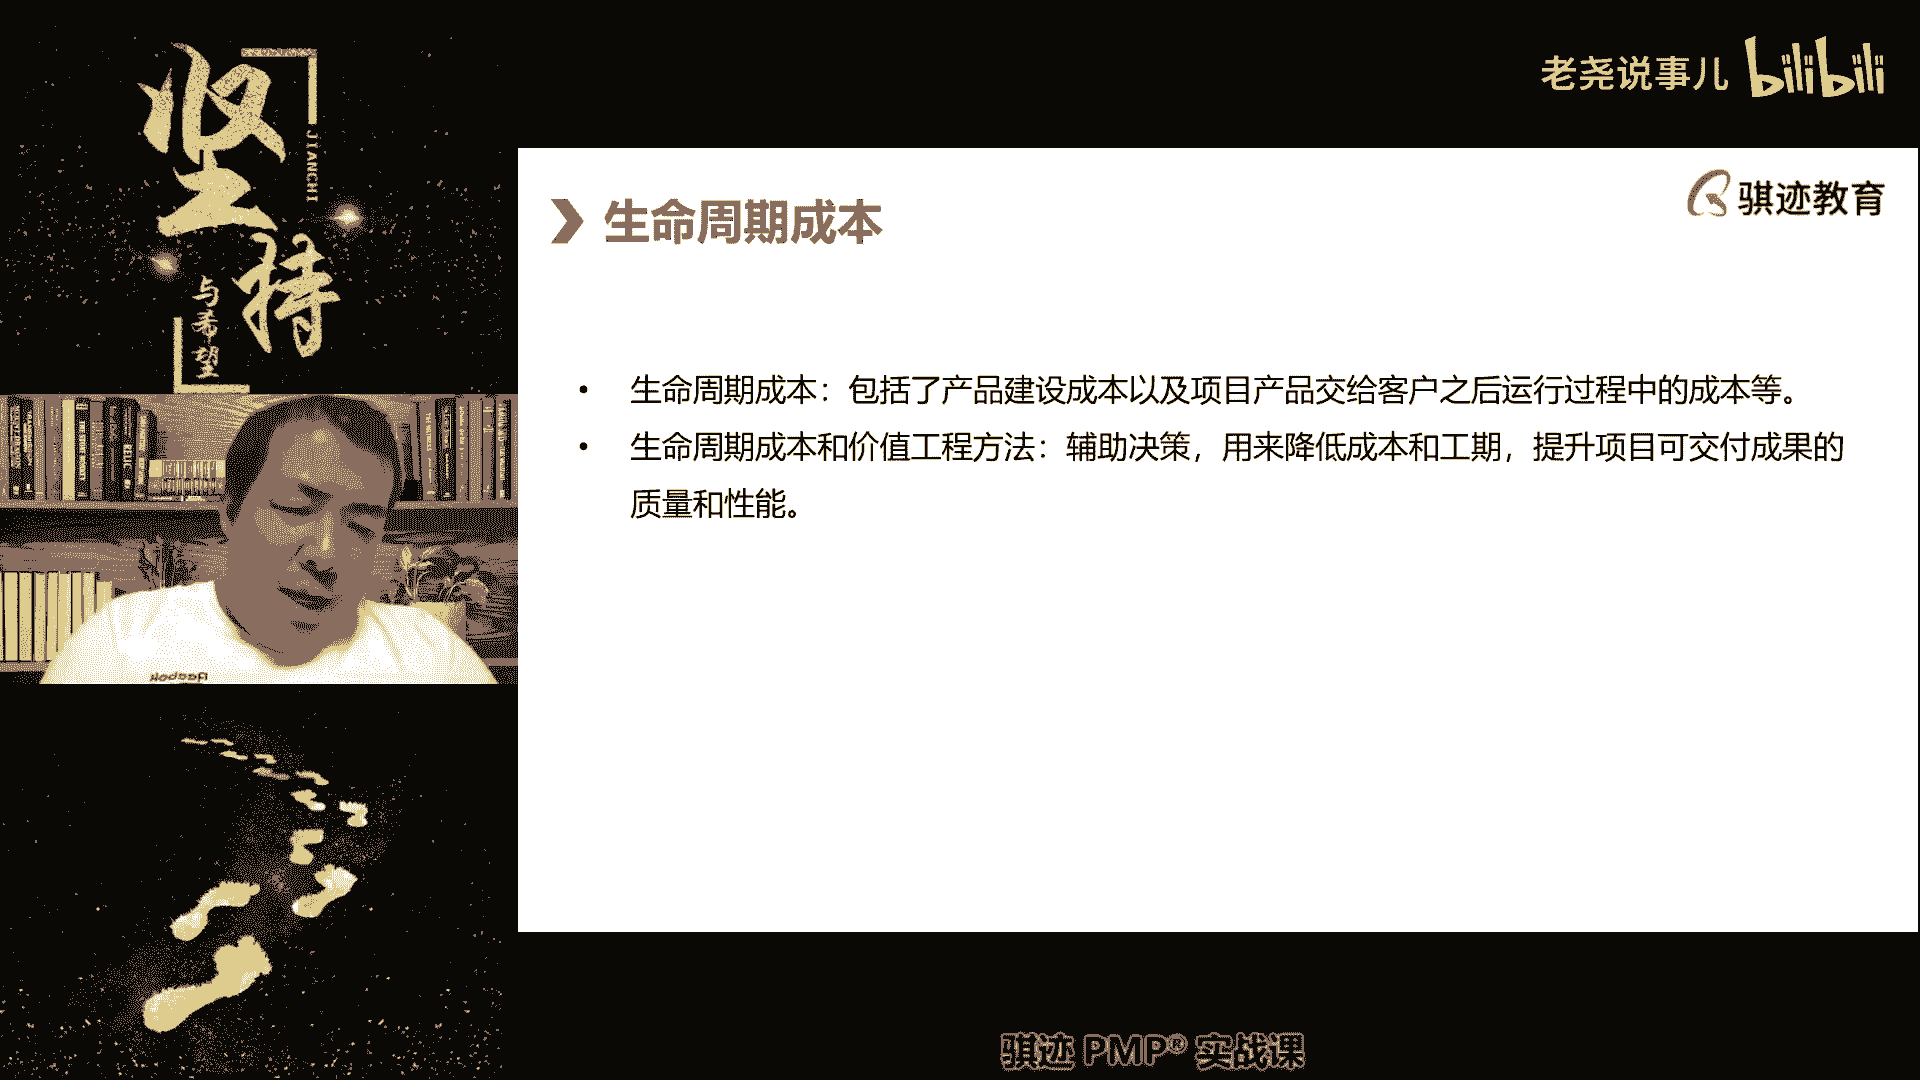 坚持
JIANCHI
与希望
老尧说事儿 bilibili
骐迹教育
生命周期成本
• 生命周期成本：包括了产品建设成本以及项目产品交给客户之后运行过程中的成本等。
• 生命周期成本和价值工程方法：辅助决策，用来降低成本和工期，提升项目可交付成果的
质量和性能。
骐迹 PMP® 实战课